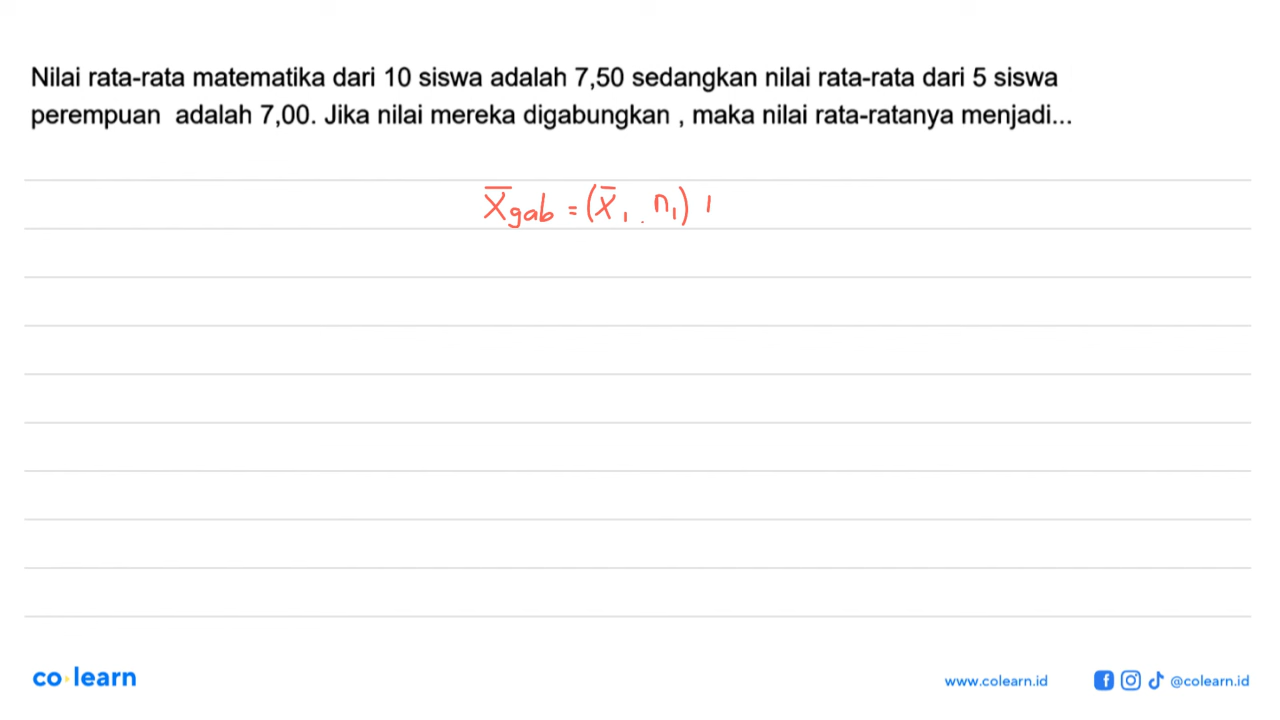 Nilai rata-rata matematika dari 10 siswa adalah 7,50 sedangkan nilai rata-rata dari 5 siswa
perempuan adalah 7,00. Jika nilai mereka digabungkan , maka nilai rata-ratanya menjadi...
X̅gab = (x̅₁ . n₁) I
co learn
www.colearn.id @colearn.id